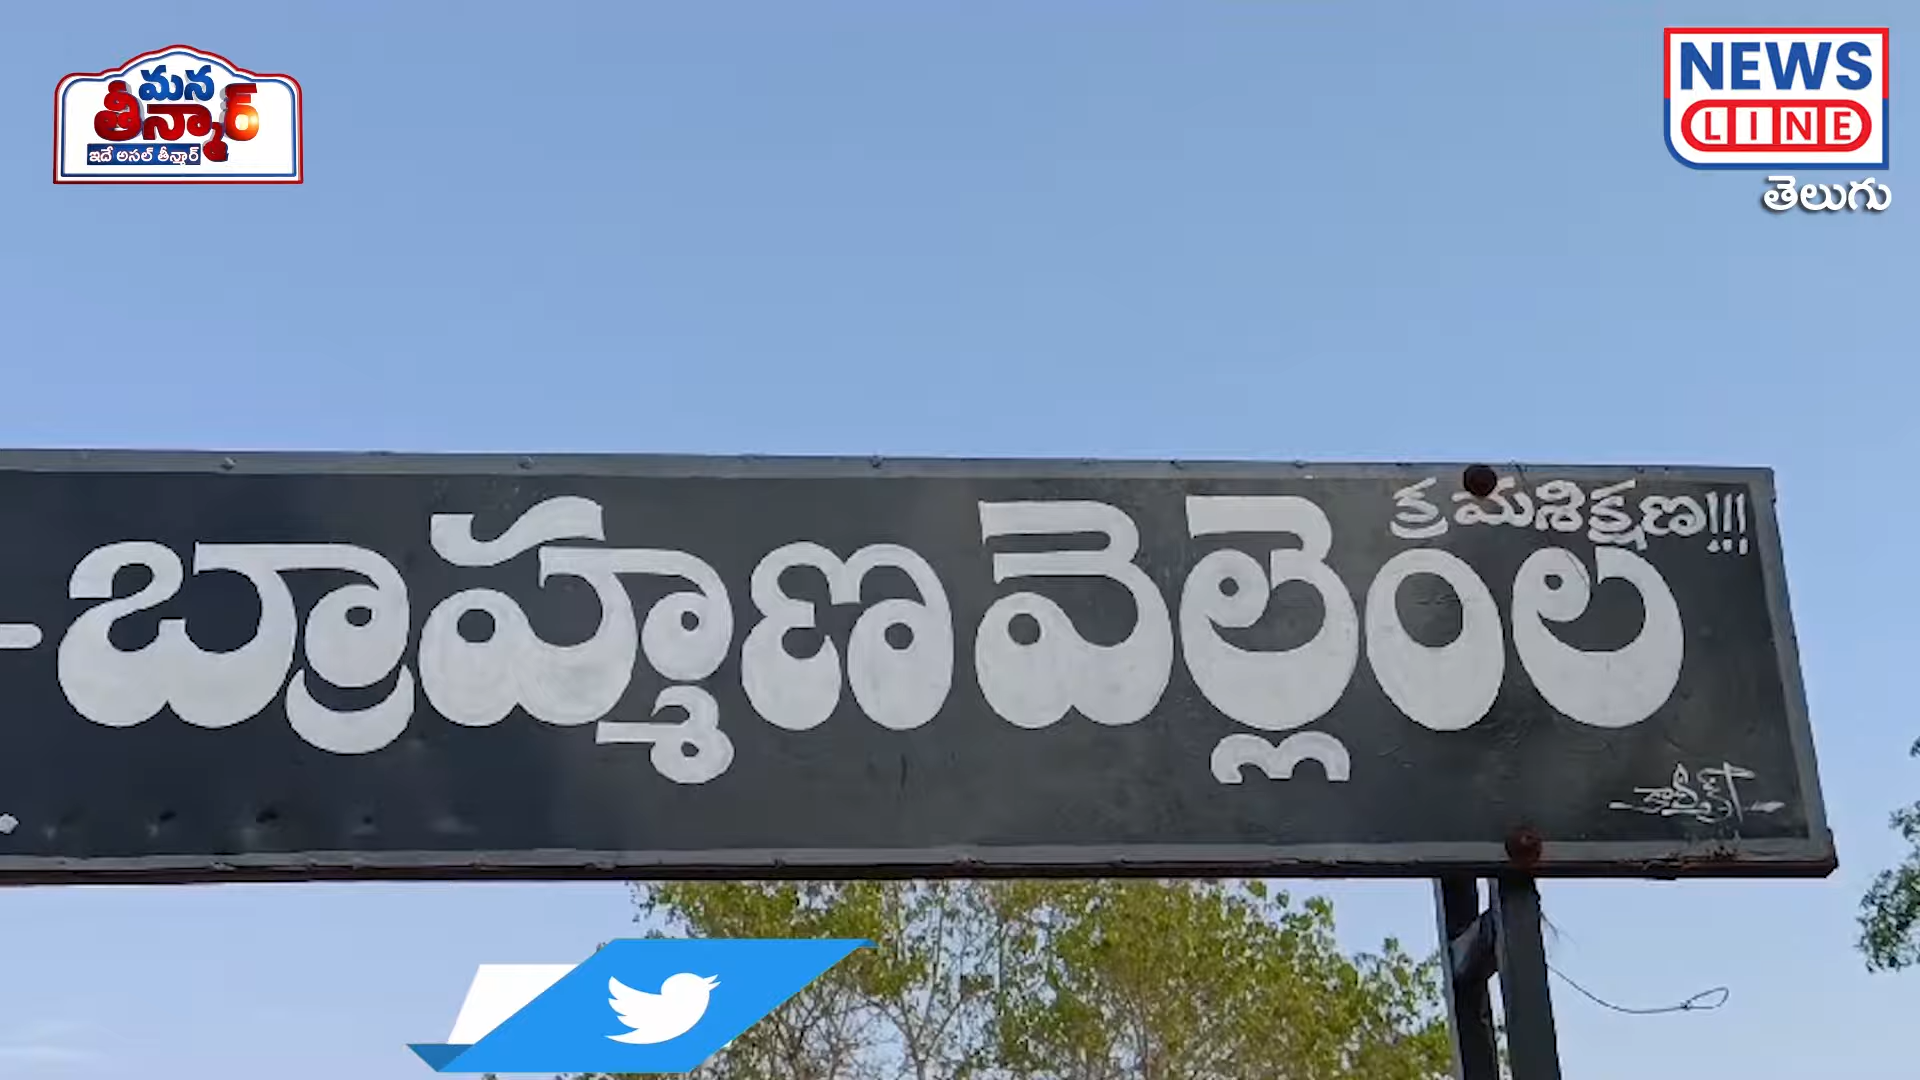 మన
తీన్మార్
ఇదే అసల్ తీన్మార్
NEWS
LINE
తెలుగు
క్రమశిక్షణ!!!
-బ్రాహ్మణవెల్లెంల